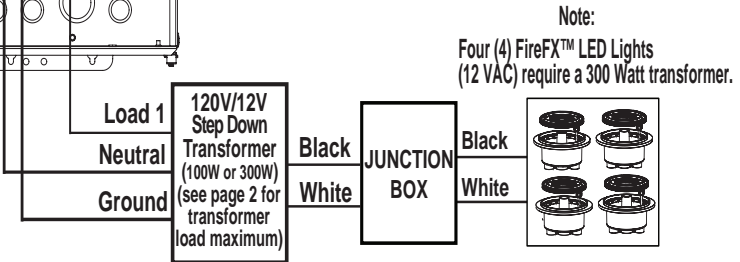 Note:
Four (4) FireFX™ LED Lights
(12 VAC) require a 300 Watt transformer.
Load 1
Neutral
Ground
120V/12V
Step Down
Transformer
(100W or 300W)
(see page 2 for
transformer
load maximum)
Black
White
JUNCTION
BOX
Black
White